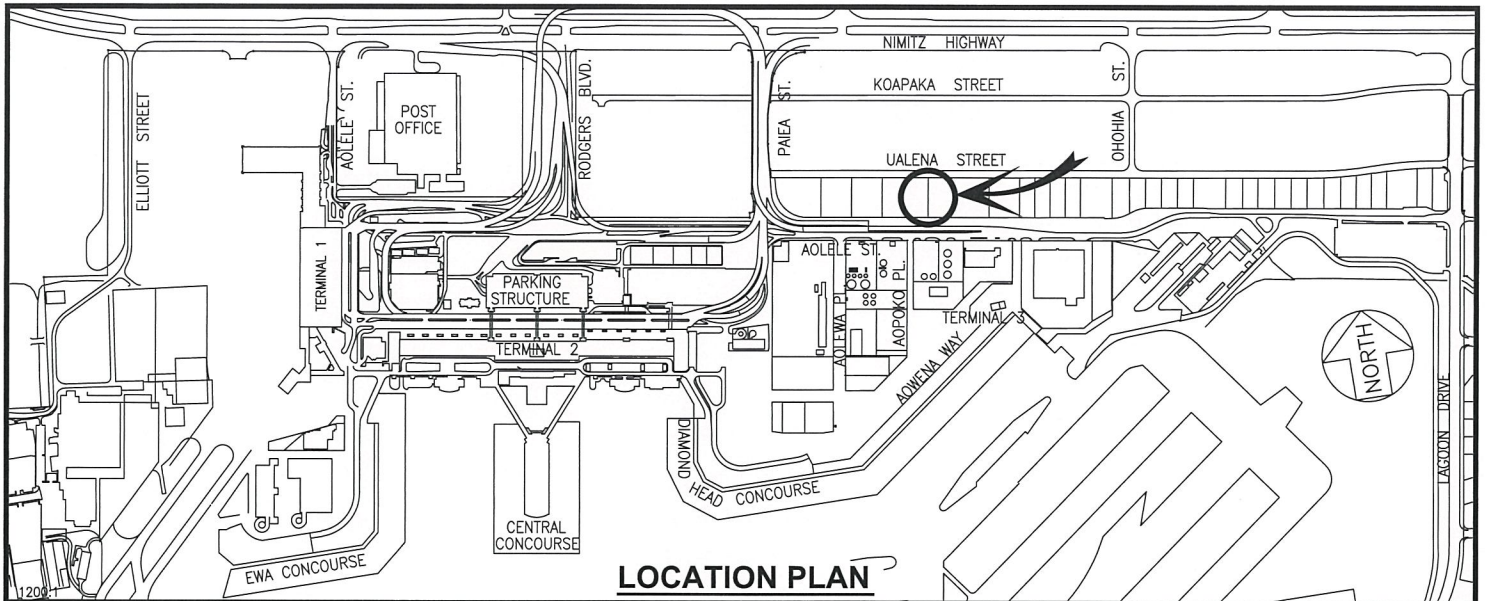 NIMITZ HIGHWAY
KOAPAKA STREET
UALENA STREET
ELLIOTT STREET
AOLELE ST.
POST
OFFICE
RODGERS BLVD.
PAIEA ST.
OHOHIA ST.
TERMINAL 1
PARKING
STRUCTURE
TERMINAL 2
AOLELE ST.
AOLEWA PL.
AOPOKO PL.
TERMINAL 3
AOWENA WAY
NORTH
LAGOON DRIVE
DIAMOND
HEAD CONCOURSE
CENTRAL
CONCOURSE
EWA CONCOURSE
1200.1
LOCATION PLAN